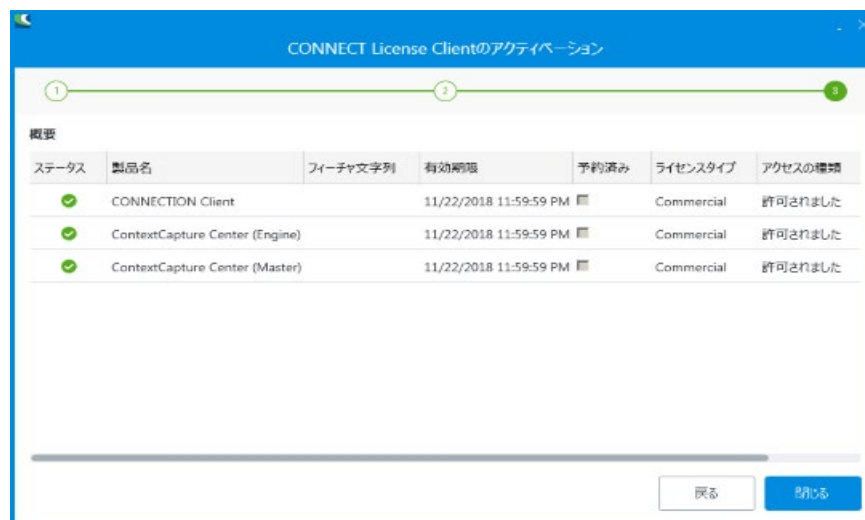 CONNECT License Clientのアクティベーション
1 2 3
概要
ステータス 製品名 フィーチャ文字列 有効期限 予約済み ライセンスタイプ アクセスの種類
CONNECTION Client 11/22/2018 11:59:59 PM Commercial 許可されました
ContextCapture Center (Engine) 11/22/2018 11:59:59 PM Commercial 許可されました
ContextCapture Center (Master) 11/22/2018 11:59:59 PM Commercial 許可されました
戻る 閉じる